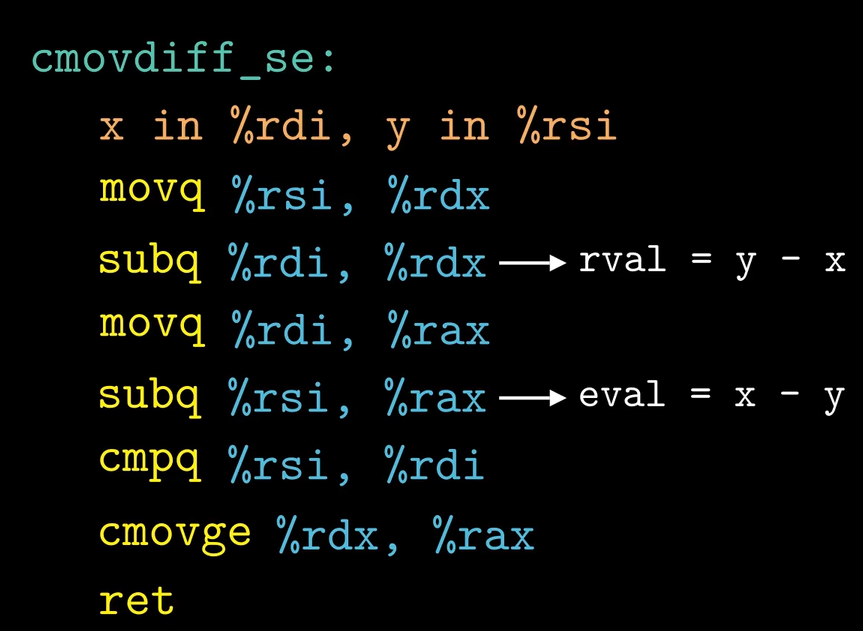 cmovdiff_se:
x in %rdi, y in %rsi
movq %rsi, %rdx
subq %rdi, %rdx → rval = y - x
movq %rdi, %rax
subq %rsi, %rax → eval = x - y
cmpq %rsi, %rdi
cmovge %rdx, %rax
ret